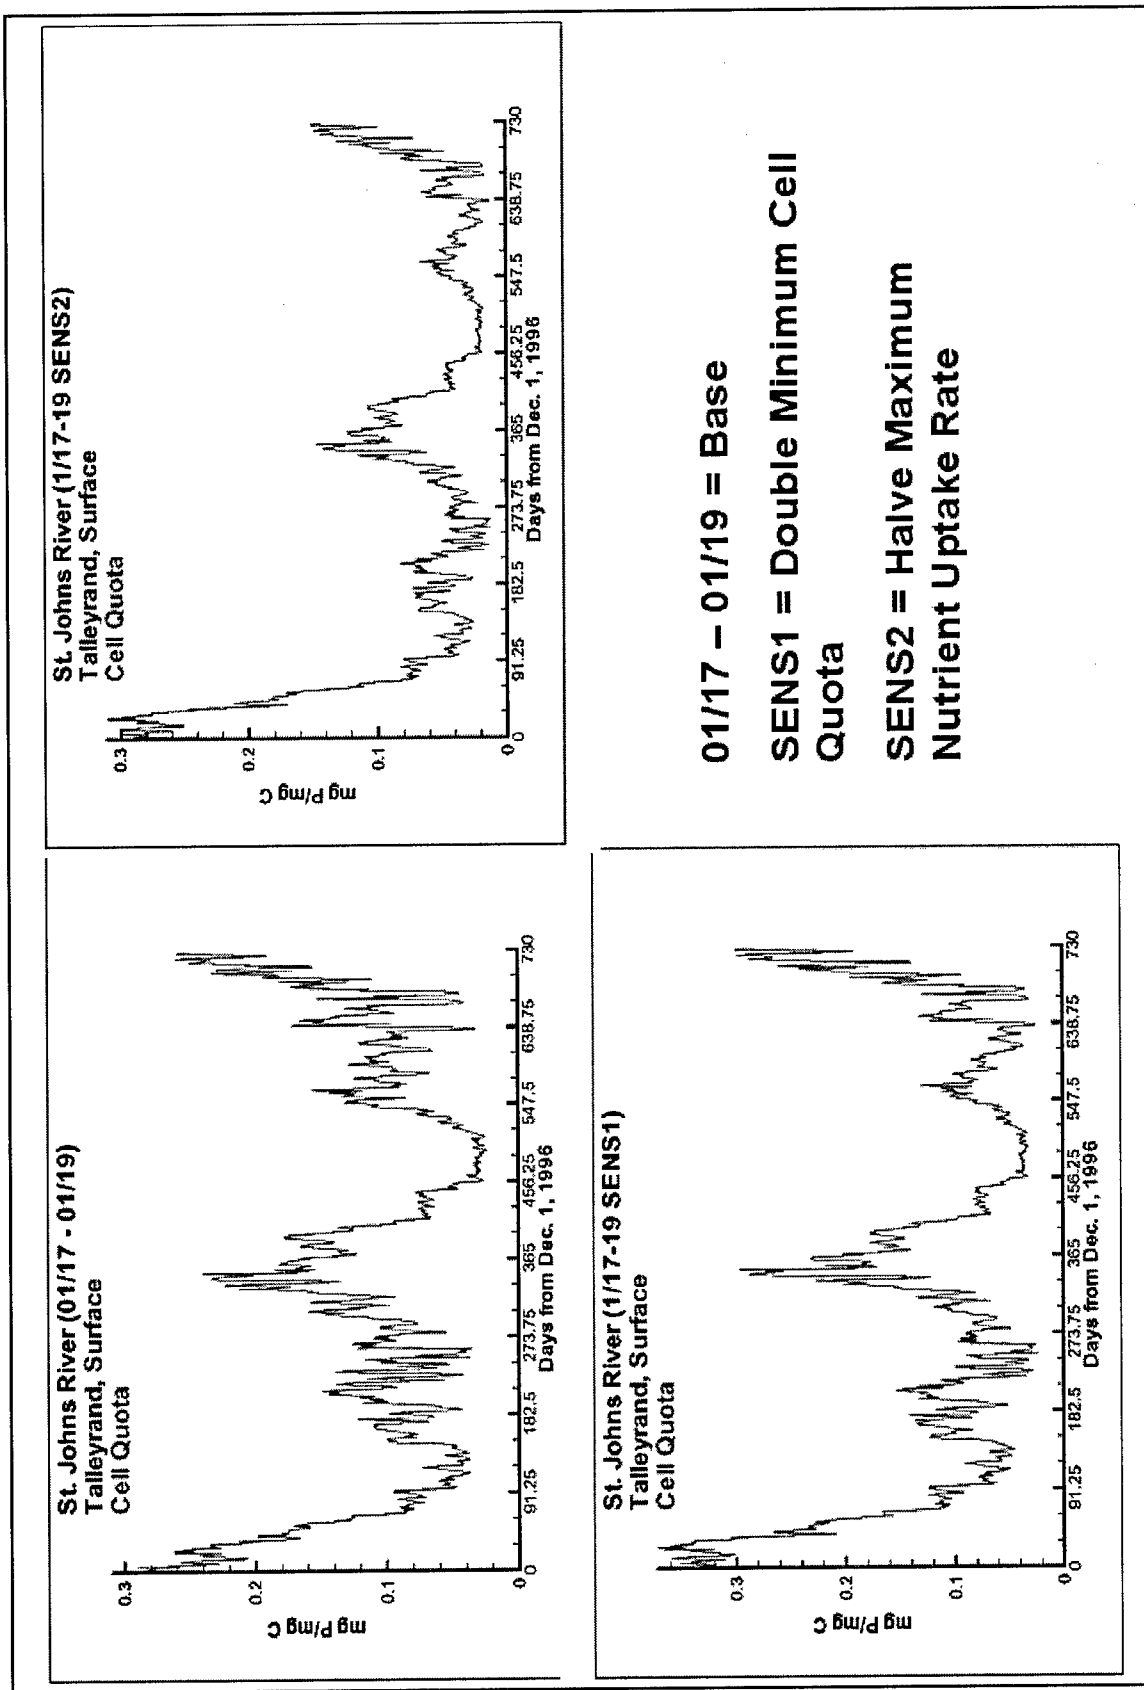 St. Johns River (01/17 - 01/19)
Talleyrand, Surface
Cell Quota
mg P/mg C
0.3
0.2
0.1
0
0 91.25 182.5 273.75 365 456.25 547.5 638.75 730
Days from Dec. 1, 1996
St. Johns River (1/17-19 SENS2)
Talleyrand, Surface
Cell Quota
mg P/mg C
0.3
0.2
0.1
0
0 91.25 182.5 273.75 365 456.25 547.5 638.75 730
Days from Dec. 1, 1996
St. Johns River (1/17-19 SENS1)
Talleyrand, Surface
Cell Quota
mg P/mg C
0.3
0.2
0.1
0
0 91.25 182.5 273.75 365 456.25 547.5 638.75 730
Days from Dec. 1, 1996
01/17 – 01/19 = Base
SENS1 = Double Minimum Cell
Quota
SENS2 = Halve Maximum
Nutrient Uptake Rate